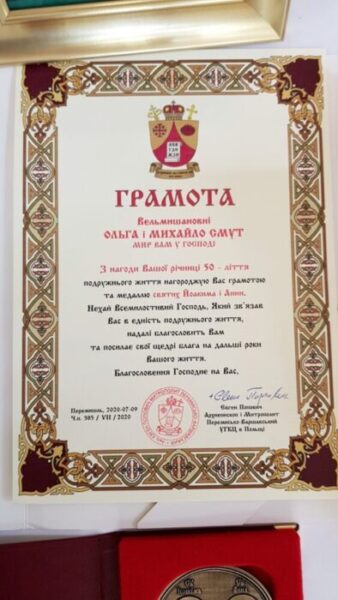 ГРАМОТА
Вельмишановні
ОЛЬГА і МИХАЙЛО ЄМУТ
МИР ВАМ У ГОСПОДІ
З нагоди Вашої річниці 50 - ліття
подружнього життя нагороджую Вас грамотою
та медаллю святих Йоакима і Анни.
Нехай Всемилостивий Господь, Який зв'язав
Вас в єдність подружнього життя,
надалі благословить Вам
та посилає свої щедрі блага на дальші роки
Вашого життя.
Благословення Господнє на Вас,
Перемишль, 2020-07-09
Ч.п. 505 / VII / 2020
Євген Попович
Архиєпископ і Митрополит
Перемисько-Варшавський
УГКЦ в Польщі